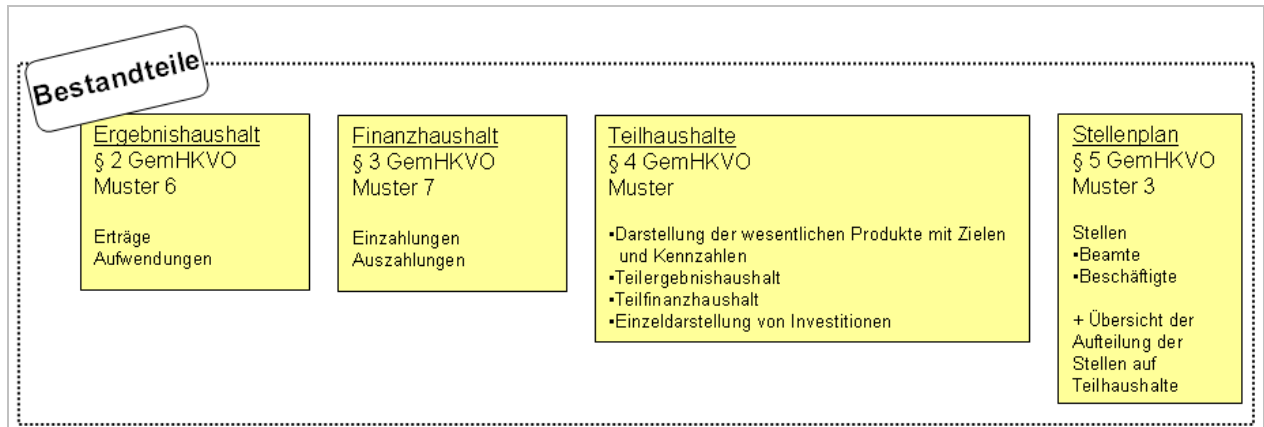 Bestandteile
Ergebnishaushalt
§ 2 GemHKVO
Muster 6
Erträge
Aufwendungen
Finanzhaushalt
§ 3 GemHKVO
Muster 7
Einzahlungen
Auszahlungen
Teilhaushalte
§ 4 GemHKVO
Muster
▪Darstellung der wesentlichen Produkte mit Zielen
und Kennzahlen
▪Teilergebnishaushalt
▪Teilfinanzhaushalt
▪Einzeldarstellung von Investitionen
Stellenplan
§ 5 GemHKVO
Muster 3
Stellen
▪Beamte
▪Beschäftigte
+ Übersicht der
Aufteilung der
Stellen auf
Teilhaushalte